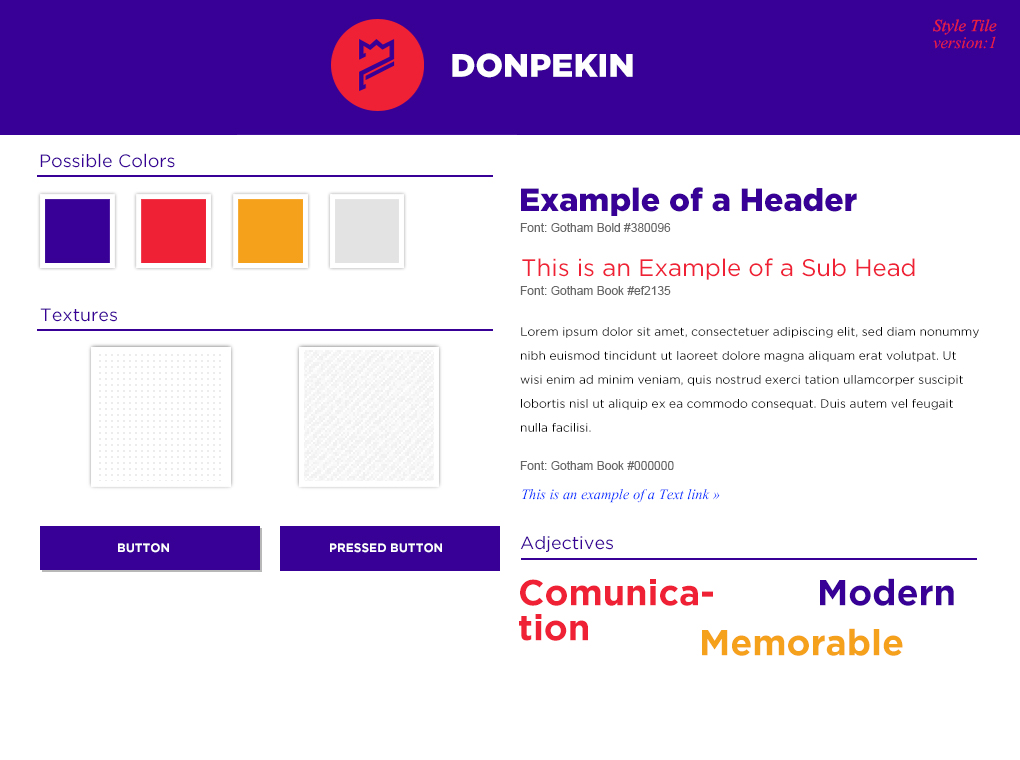 DONPEKIN
Style Tile
version:1
Possible Colors
Textures
BUTTON
PRESSED BUTTON
Example of a Header
Font: Gotham Bold #380096
This is an Example of a Sub Head
Font: Gotham Book #ef2135
Lorem ipsum dolor sit amet, consectetuer adipiscing elit, sed diam nonummy
nibh euismod tincidunt ut laoreet dolore magna aliquam erat volutpat. Ut
wisi enim ad minim veniam, quis nostrud exerci tation ullamcorper suscipit
lobortis nisl ut aliquip ex ea commodo consequat. Duis autem vel feugait
nulla facilisi.
Font: Gotham Book #000000
This is an example of a Text link »
Adjectives
Comunica-
tion
Modern
Memorable